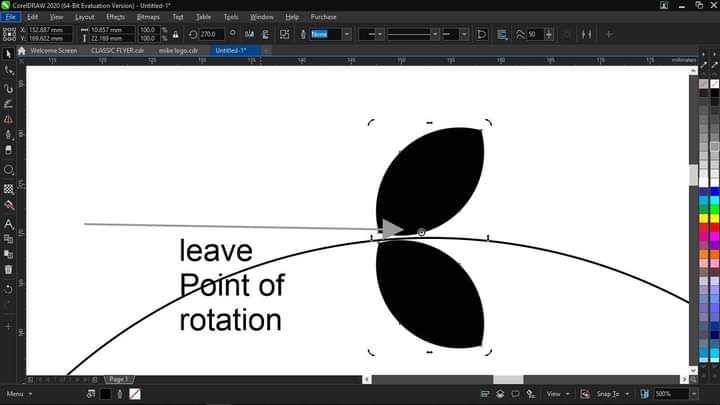 CorelDRAW 2020 (64-Bit Evaluation Version) - Untitled-1*
File Edit View Layout Object Effects Bitmaps Text Table Tools Window Help Purchase
X: 152.887 mm 10.857 mm 100.0 % 270.0 None 50
Y: 169.622 mm 22.169 mm 100.0 %
Welcome Screen CLASSIC FLYER.cdr mike logo.cdr Untitled-1*
115 120 125 130 135 140 145 150 155 160 165 170 175 millimeters
leave
Point of
rotation
Page 1
Menu View Snap To 500%